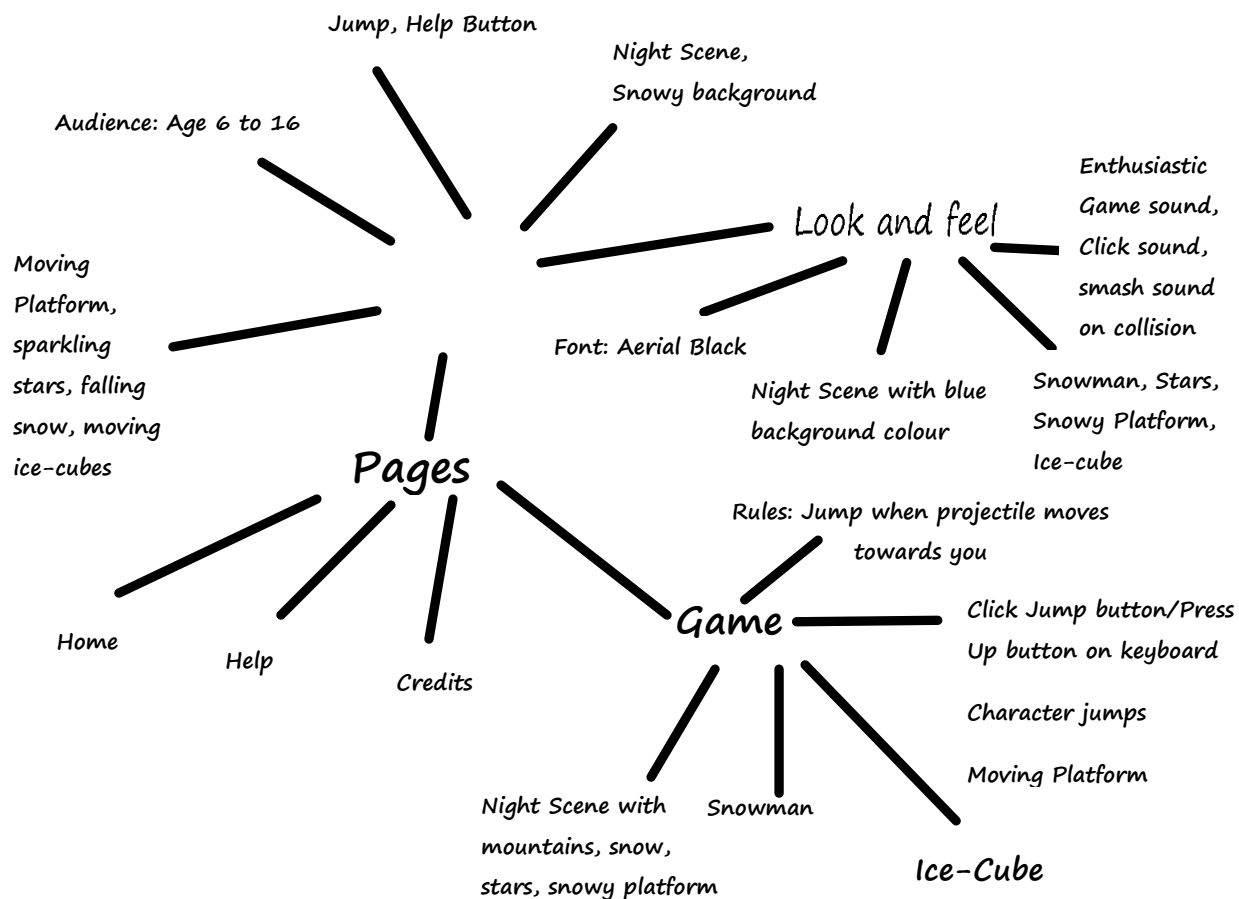 Jump, Help Button
Night Scene,
Snowy background
Audience: Age 6 to 16
Enthusiastic
Game sound,
Click sound,
smash sound
on collision
Look and feel
Moving
Platform,
sparkling
stars, falling
snow, moving
ice-cubes
Font: Aerial Black
Night Scene with blue
background colour
Snowman, Stars,
Snowy Platform,
Ice-cube
Pages
Rules: Jump when projectile moves
towards you
Game
Click Jump button/Press
Up button on keyboard
Character jumps
Moving Platform
Home
Help
Credits
Night Scene with
mountains, snow,
stars, snowy platform
Snowman
Ice-Cube